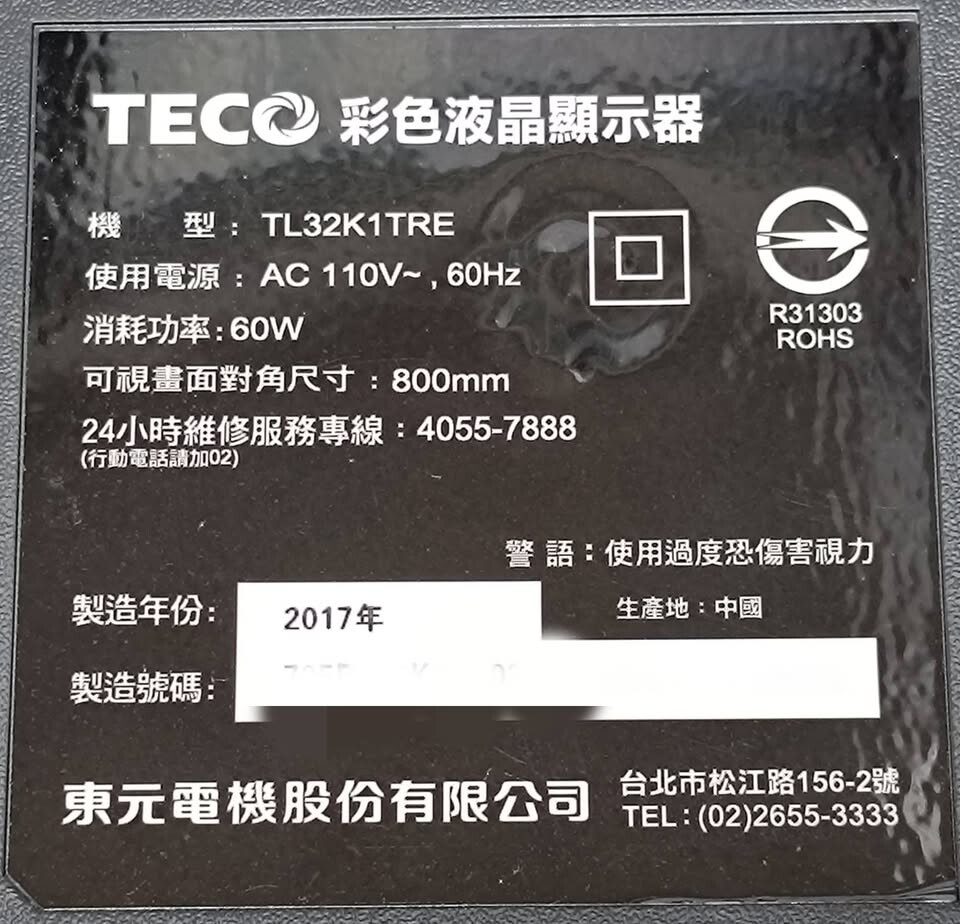 TECO 彩色液晶顯示器
機 型：TL32K1TRE
使用電源：AC 110V~, 60Hz
消耗功率：60W
可視畫面對角尺寸：800mm
24小時維修服務專線：4055-7888
(行動電話請加02)
R31303
ROHS
警語：使用過度恐傷害視力
製造年份：2017年
生產地：中國
製造號碼：
東元電機股份有限公司
台北市松江路156-2號
TEL：(02)2655-3333